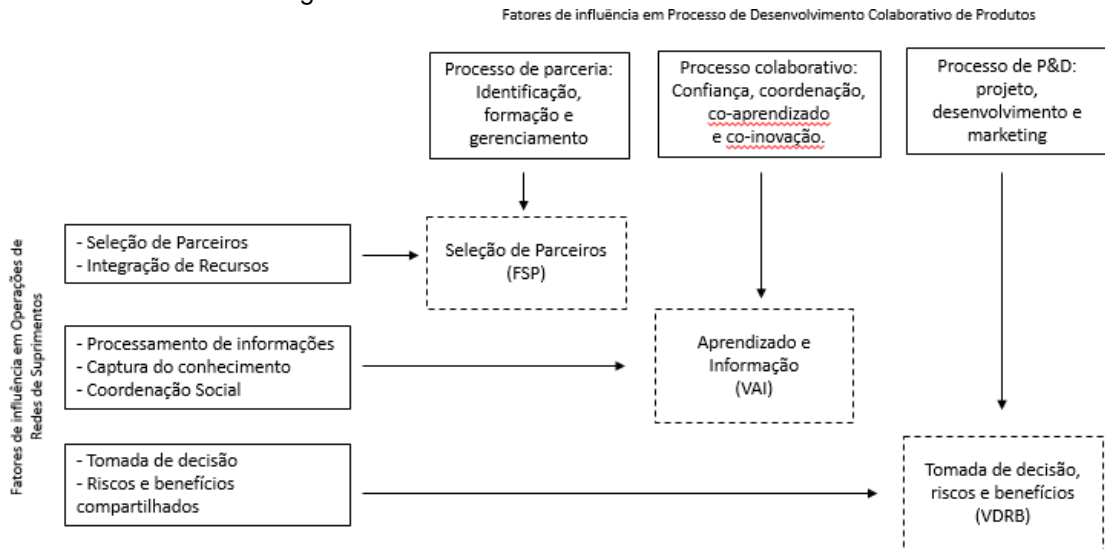 Fatores de influência em Processo de Desenvolvimento Colaborativo de Produtos
Processo de parceria:
Identificação,
formação e
gerenciamento
Processo colaborativo:
Confiança, coordenação,
co-aprendizado
e co-inovação.
Processo de P&D:
projeto,
desenvolvimento e
marketing
Fatores de influência em Operações de
Redes de Suprimentos
- Seleção de Parceiros
- Integração de Recursos
Seleção de Parceiros
(FSP)
- Processamento de informações
- Captura do conhecimento
- Coordenação Social
Aprendizado e
Informação
(VAI)
- Tomada de decisão
- Riscos e benefícios
compartilhados
Tomada de decisão,
riscos e benefícios
(VDRB)